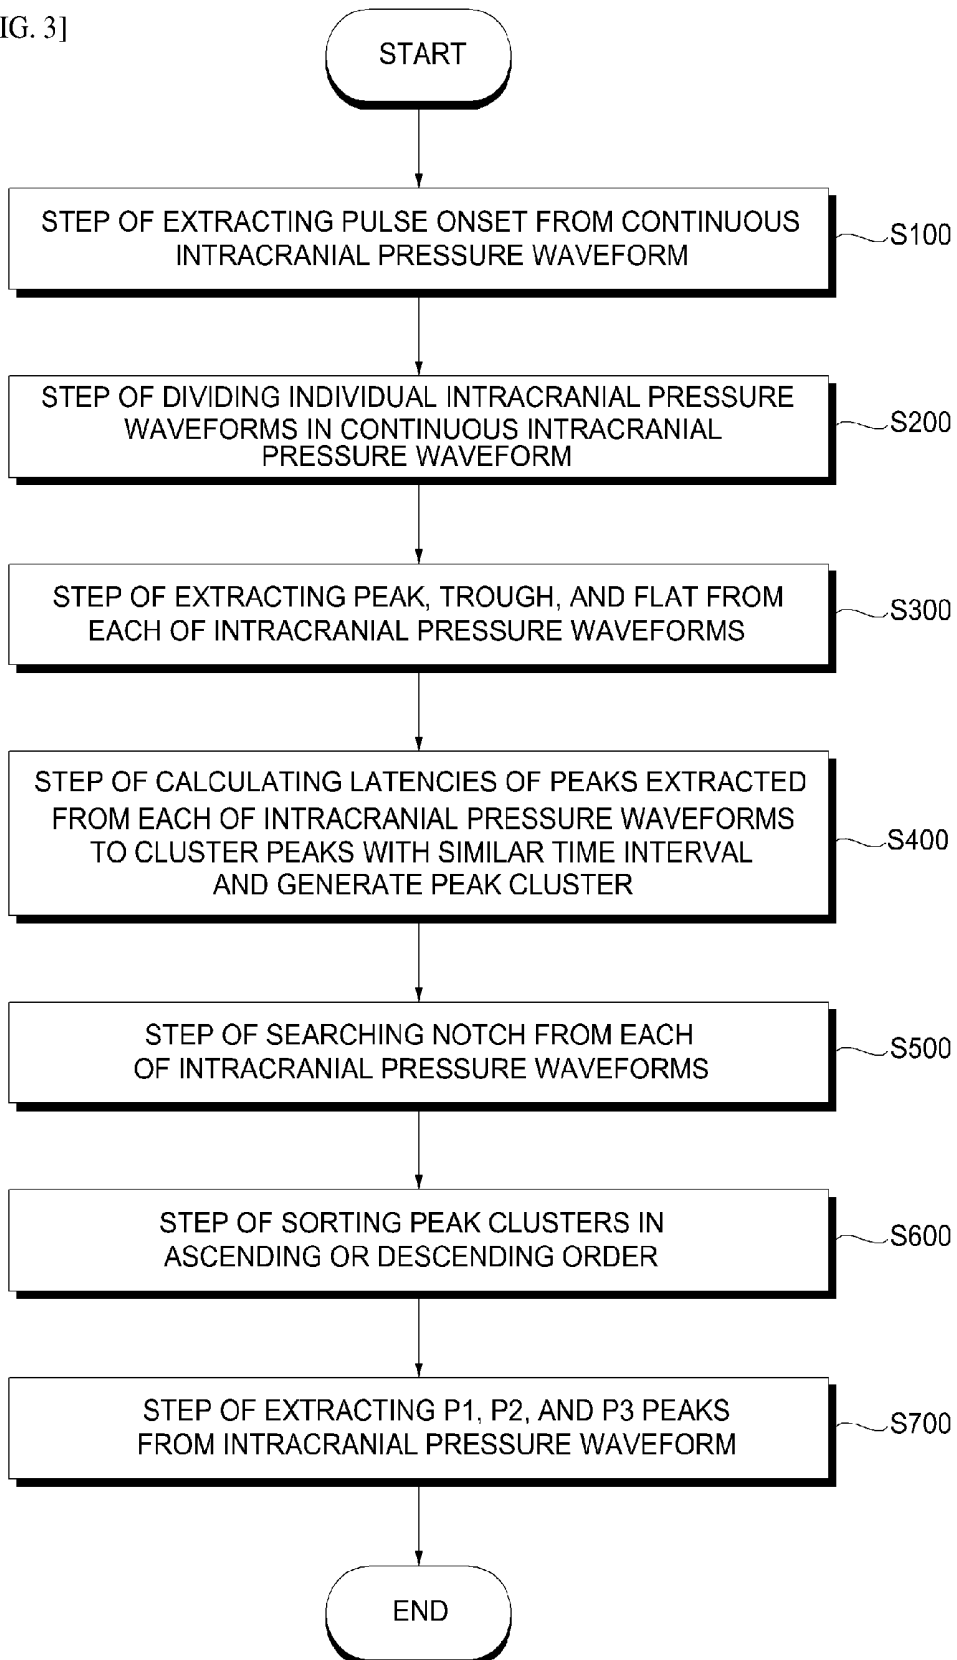 IG. 3]
START
STEP OF EXTRACTING PULSE ONSET FROM CONTINUOUS
INTRACRANIAL PRESSURE WAVEFORM
S100
STEP OF DIVIDING INDIVIDUAL INTRACRANIAL PRESSURE
WAVEFORMS IN CONTINUOUS INTRACRANIAL
PRESSURE WAVEFORM
S200
STEP OF EXTRACTING PEAK, TROUGH, AND FLAT FROM
EACH OF INTRACRANIAL PRESSURE WAVEFORMS
S300
STEP OF CALCULATING LATENCIES OF PEAKS EXTRACTED
FROM EACH OF INTRACRANIAL PRESSURE WAVEFORMS
TO CLUSTER PEAKS WITH SIMILAR TIME INTERVAL
AND GENERATE PEAK CLUSTER
S400
STEP OF SEARCHING NOTCH FROM EACH
OF INTRACRANIAL PRESSURE WAVEFORMS
S500
STEP OF SORTING PEAK CLUSTERS IN
ASCENDING OR DESCENDING ORDER
S600
STEP OF EXTRACTING P1, P2, AND P3 PEAKS
FROM INTRACRANIAL PRESSURE WAVEFORM
S700
END